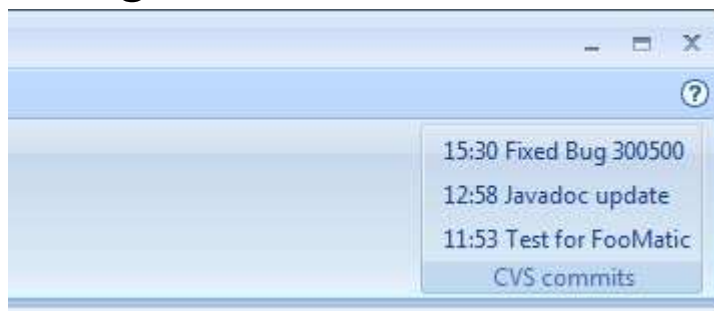 15:30 Fixed Bug 300500
12:58 Javadoc update
11:53 Test for FooMatic
CVS commits